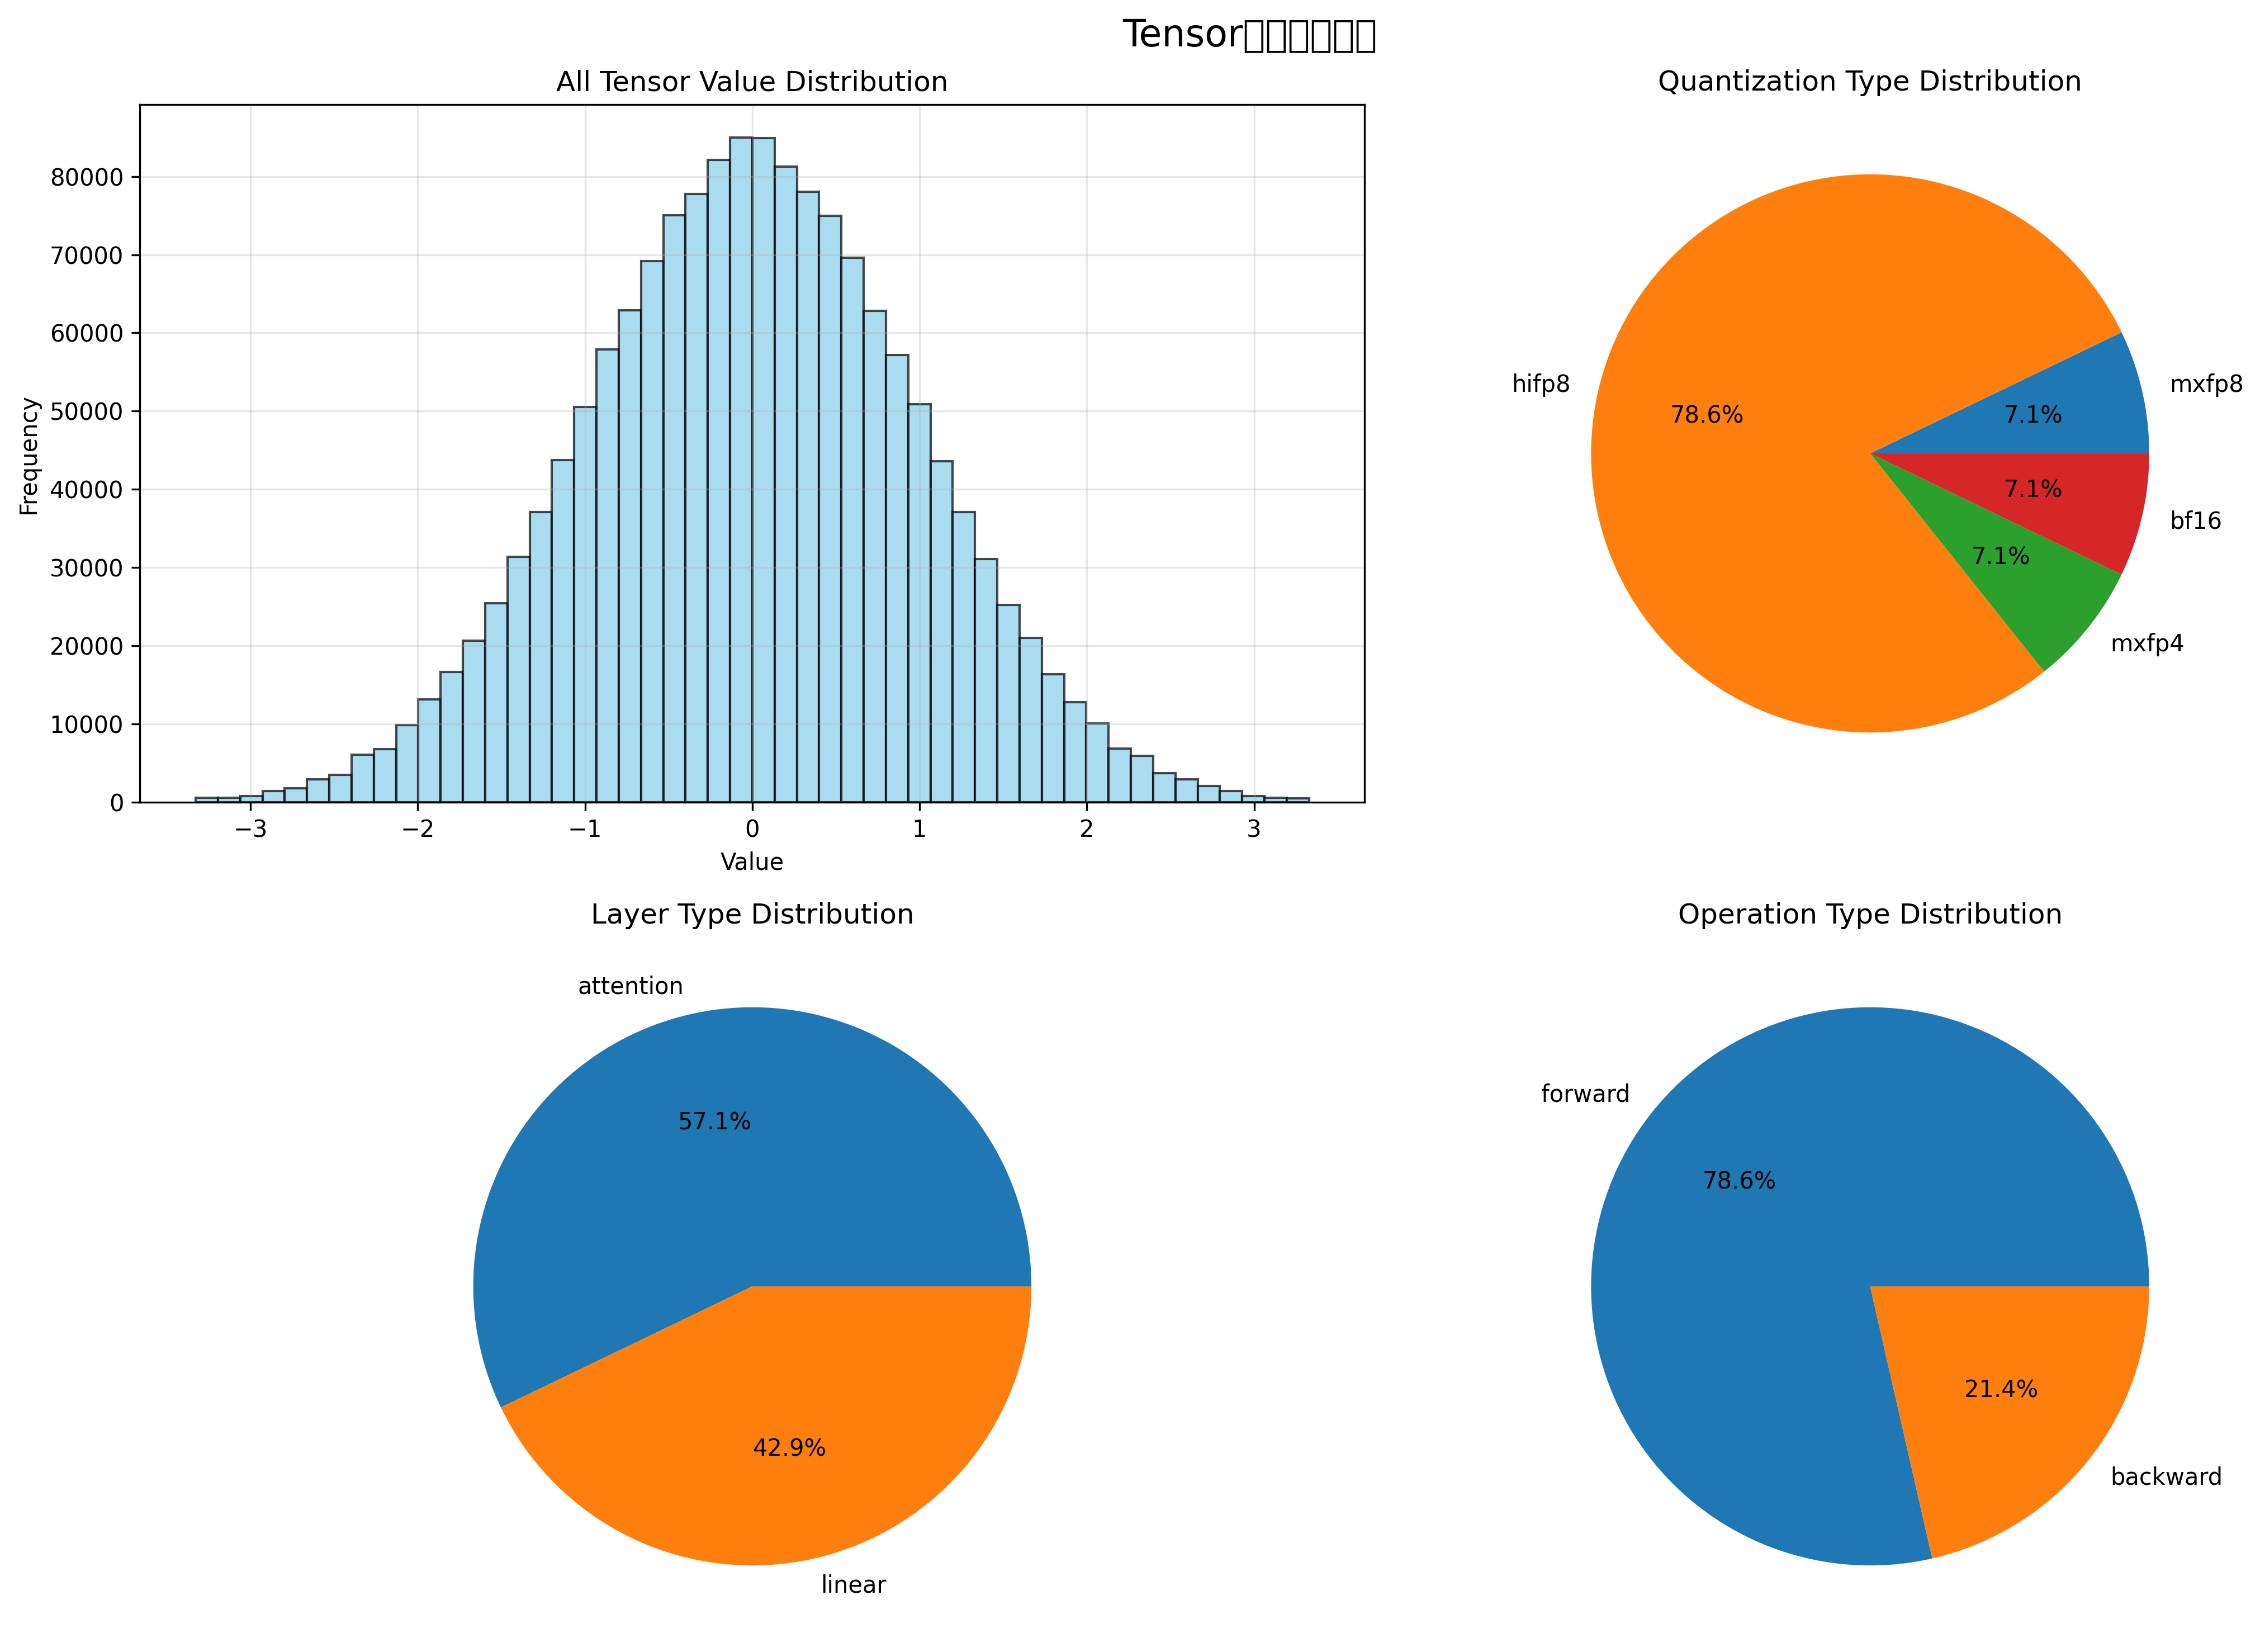 Tensor□□□□□□
All Tensor Value Distribution
Frequency
80000
70000
60000
50000
40000
30000
20000
10000
0
−3 −2 −1 0 1 2 3
Value
Quantization Type Distribution
hifp8
78.6%
mxfp8
7.1%
7.1%
bf16
7.1%
mxfp4
Layer Type Distribution
attention
57.1%
42.9%
linear
Operation Type Distribution
forward
78.6%
21.4%
backward